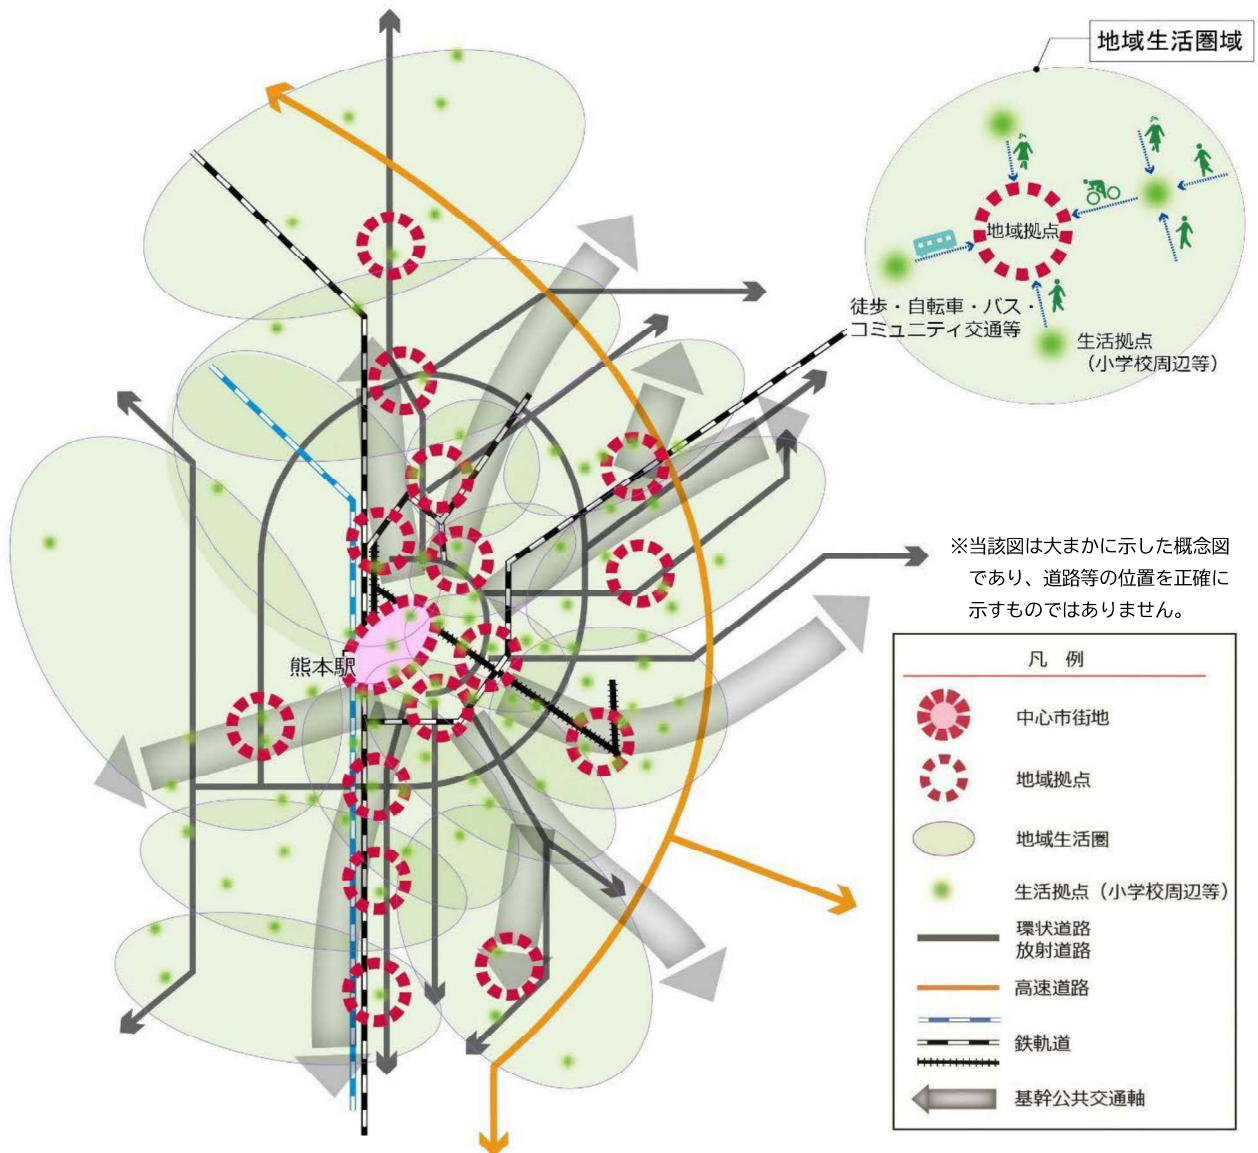 地域生活圏域
地域拠点
徒歩・自転車・バス・
コミュニティ交通等
生活拠点
（小学校周辺等）
※当該図は大まかに示した概念図
であり、道路等の位置を正確に
示すものではありません。
熊本駅
凡　例
中心市街地
地域拠点
地域生活圏
生活拠点（小学校周辺等）
環状道路
放射道路
高速道路
鉄軌道
基幹公共交通軸